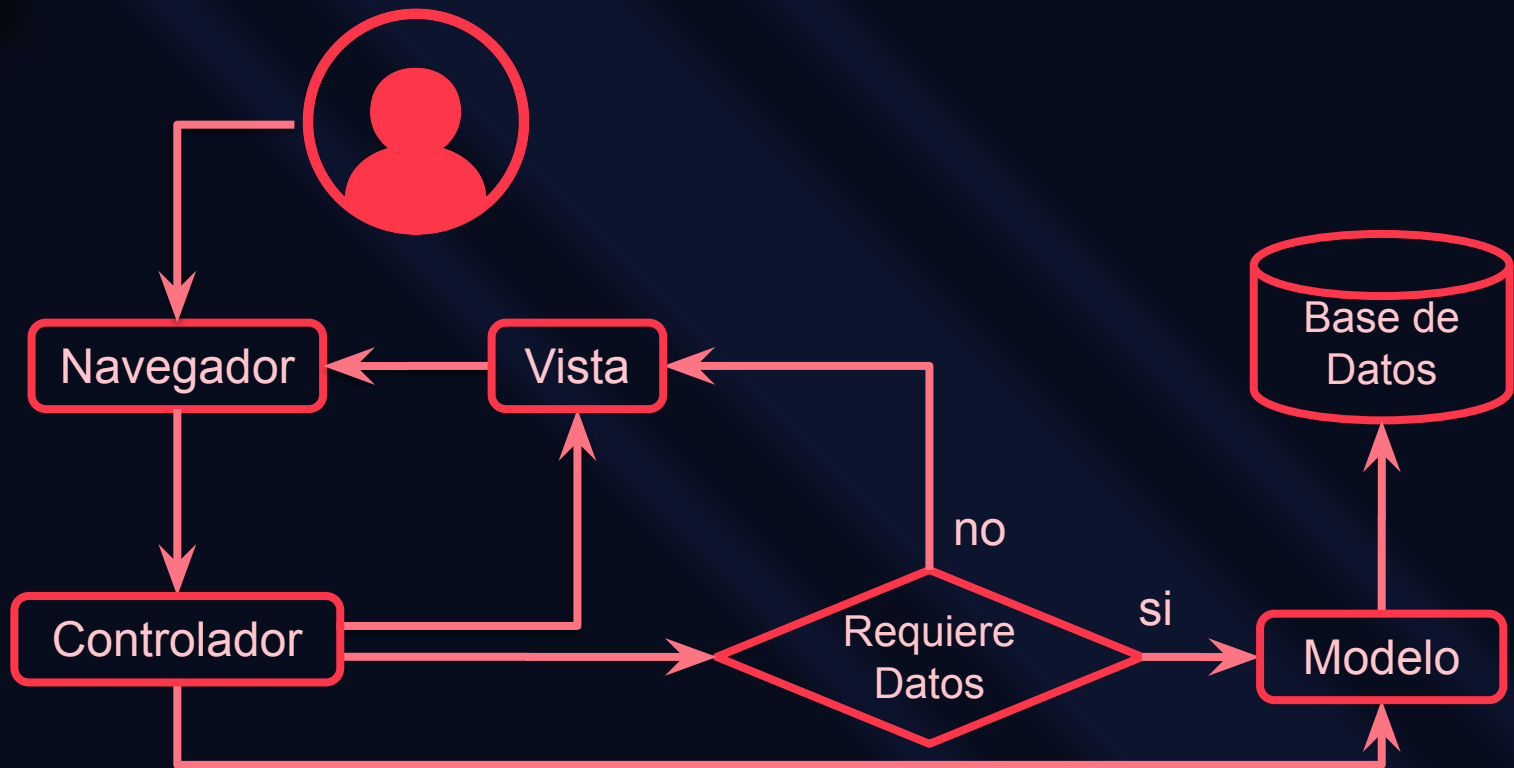 Navegador
Vista
Base de
Datos
no
si
Controlador
Requiere
Datos
Modelo